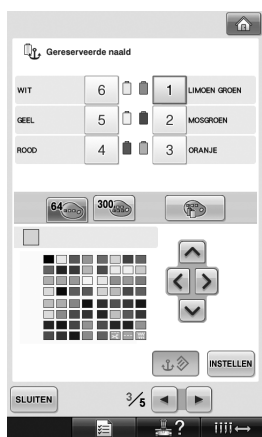 Gereserveerde naald
WIT 6 1 LIMOEN GROEN
GEEL 5 2 MOSGROEN
ROOD 4 3 ORANJE
64 300
INSTELLEN
SLUITEN 3/5
?